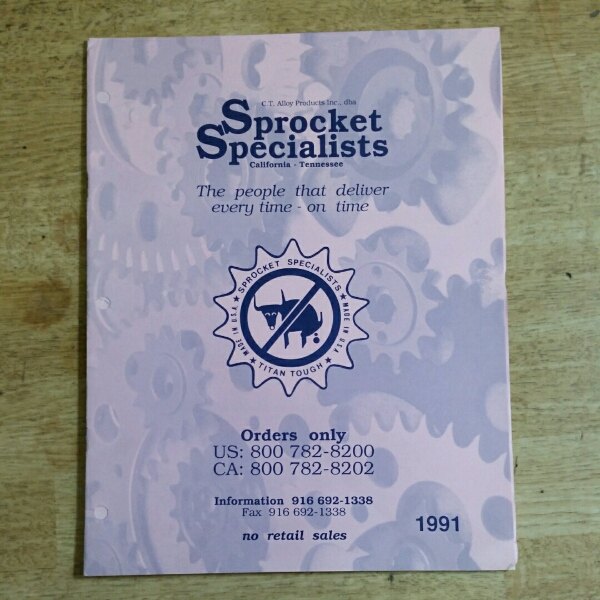 C.T. Alloy Products Inc., dba
Sprocket
Specialists
California - Tennessee
The people that deliver
every time - on time
SPROCKET SPECIALISTS
★ MADE IN U.S.A. ★
★ MADE IN U.S.A. ★
TITAN TOUGH
Orders only
US: 800 782-8200
CA: 800 782-8202
Information 916 692-1338
Fax 916 692-1338
no retail sales
1991